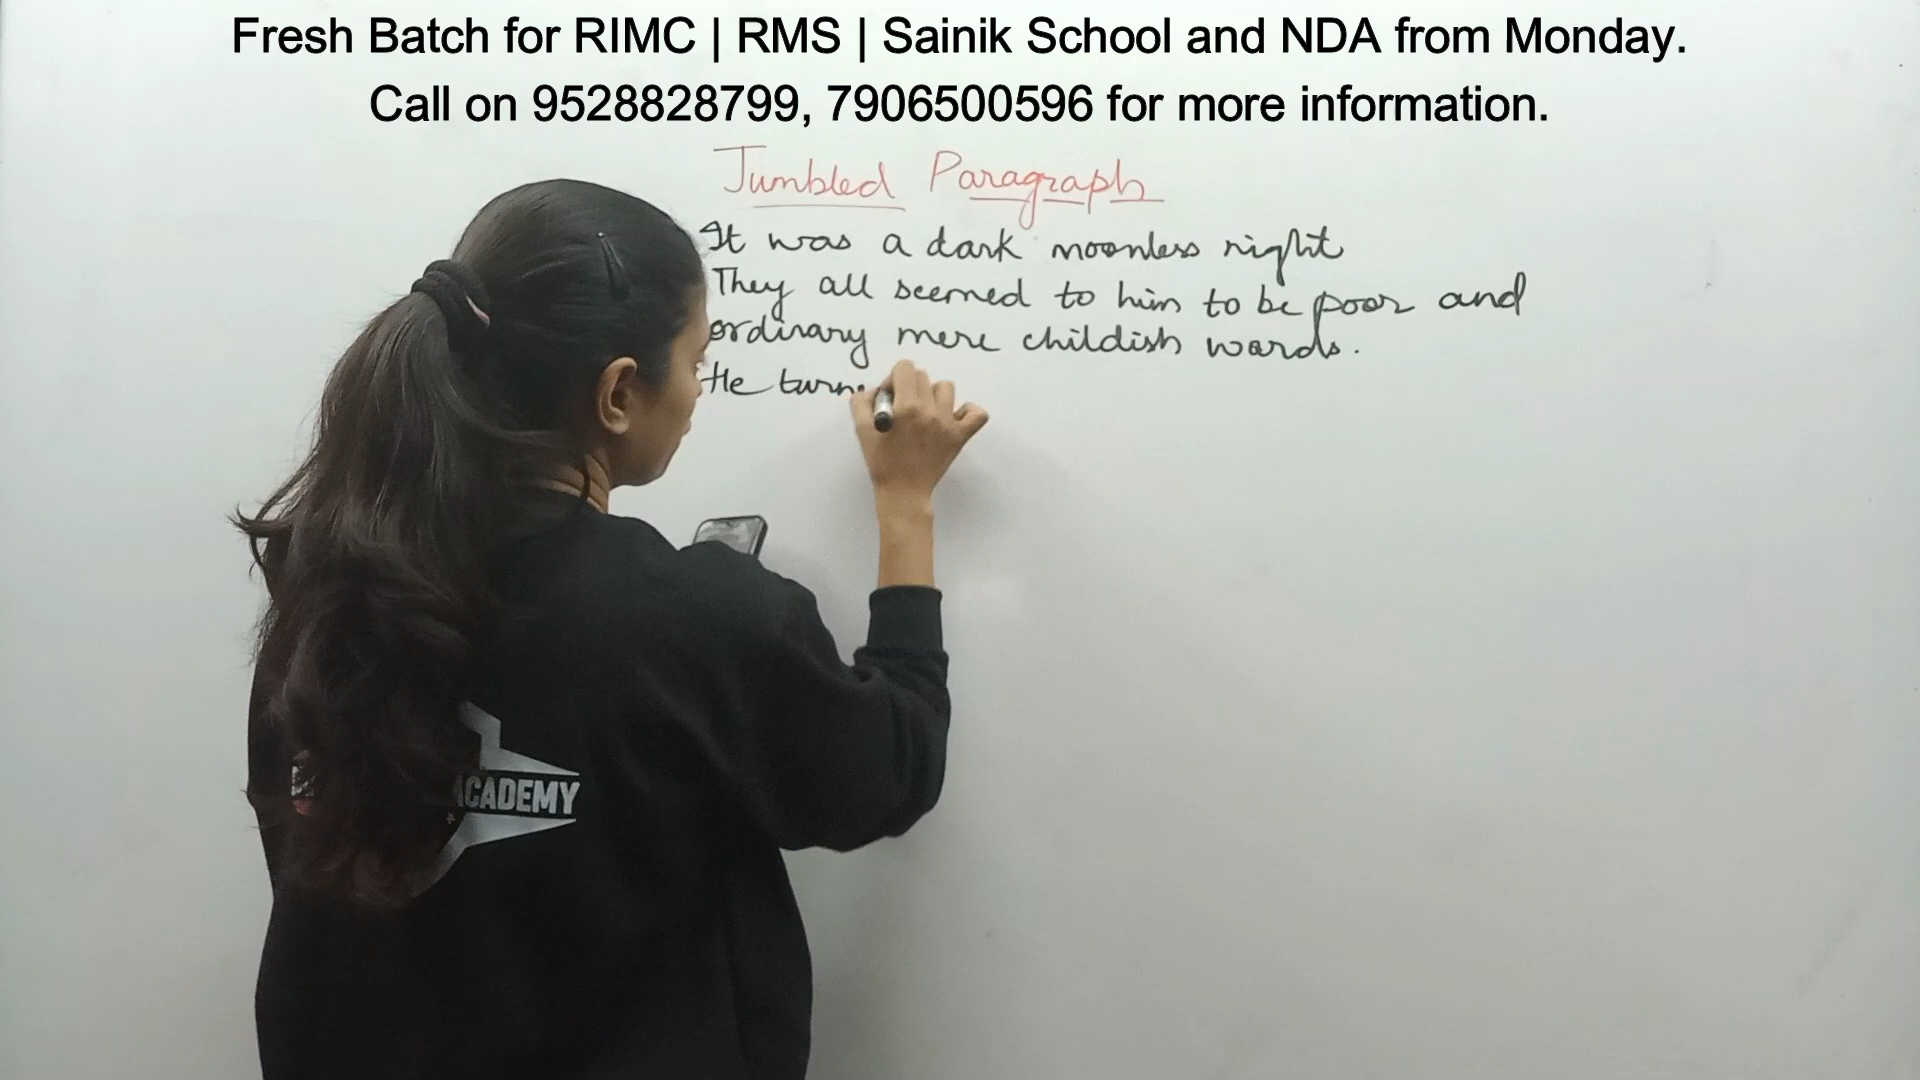 Fresh Batch for RIMC | RMS | Sainik School and NDA from Monday.
Call on 9528828799, 7906500596 for more information.
Jumbled Paragraph
It was a dark moonless night
They all seemed to him to be poor and
ordinary mere childish words.
He turn
ACADEMY